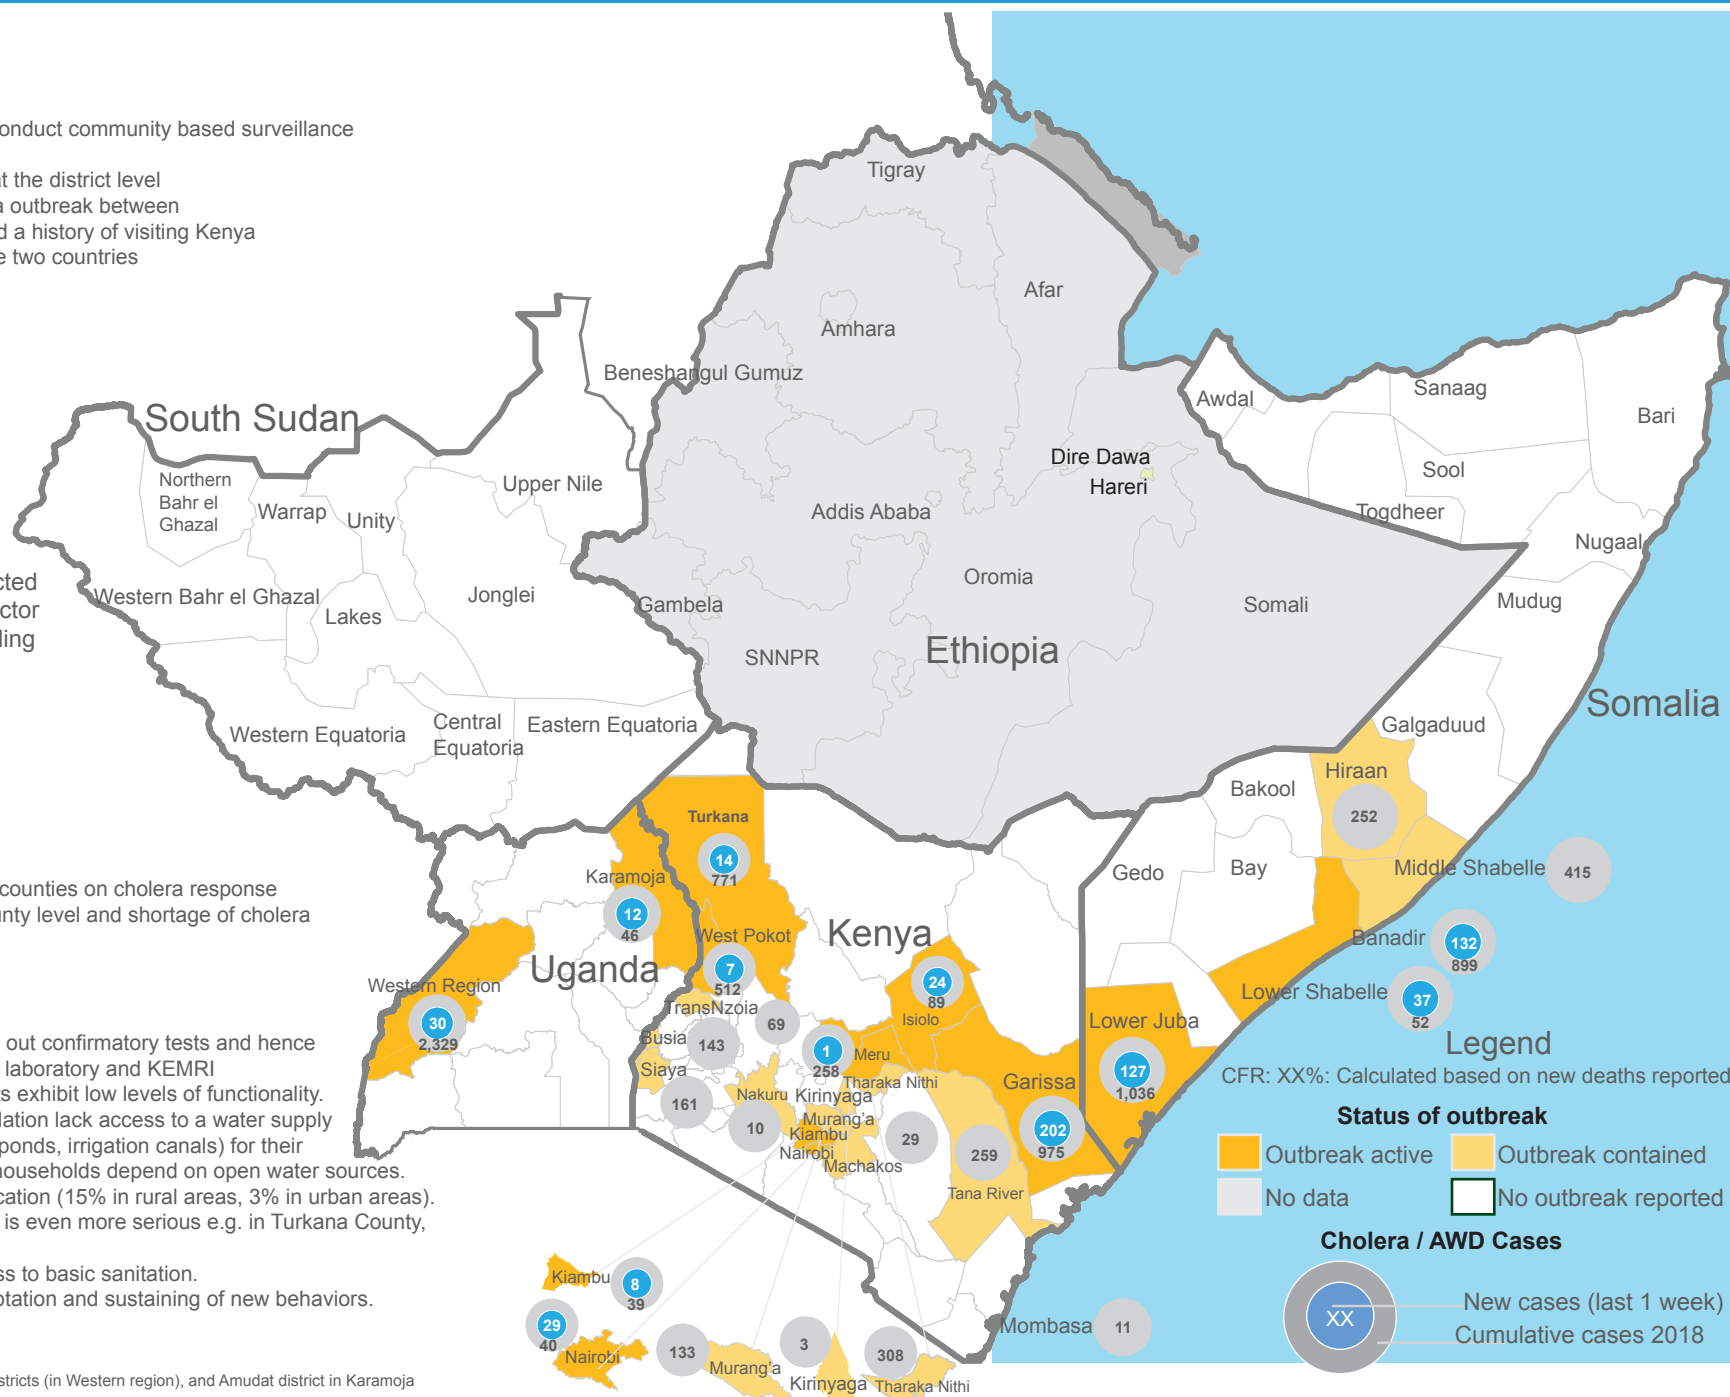 onduct community based surveillance
at the district level
a outbreak between
d a history of visiting Kenya
e two countries
cted
ctor
ling
counties on cholera response
unty level and shortage of cholera
out confirmatory tests and hence
laboratory and KEMRI
ts exhibit low levels of functionality.
lation lack access to a water supply
ponds, irrigation canals) for their
households depend on open water sources.
cation (15% in rural areas, 3% in urban areas).
is even more serious e.g. in Turkana County,
ss to basic sanitation.
otation and sustaining of new behaviors.
stricts (in Western region), and Amudat district in Karamoja
Tigray
Afar
Amhara
Beneshangul Gumuz
Dire Dawa
Hareri
Addis Ababa
Oromia
Somali
Gambela
SNNPR
Ethiopia
South Sudan
Northern
Bahr el
Ghazal
Warrap
Unity
Upper Nile
Western Bahr el Ghazal
Lakes
Jonglei
Western Equatoria
Central
Equatoria
Eastern Equatoria
Awdal
Sanaag
Bari
Sool
Togdheer
Nugaal
Mudug
Somalia
Galgaduud
Hiraan
252
Bakool
Bay
Gedo
Middle Shabelle
415
Banadir
132
899
Lower Shabelle
37
52
Lower Juba
127
1,036
Uganda
Karamoja
12
46
Western Region
30
2,329
Kenya
Turkana
14
771
West Pokot
7
512
TransNzoia
69
Busia
143
Siaya
161
24
89
Isiolo
1
258
Meru
Tharaka Nithi
Nakuru
10
Kirinyaga
Murang'a
Kiambu
Nairobi
Machakos
29
259
Tana River
Garissa
202
975
Kiambu
8
39
29
40
Nairobi
133
Murang'a
3
Kirinyaga
308
Tharaka Nithi
Mombasa
11
Legend
CFR: XX%: Calculated based on new deaths reported
Status of outbreak
Outbreak active
Outbreak contained
No data
No outbreak reported
Cholera / AWD Cases
XX
New cases (last 1 week)
Cumulative cases 2018